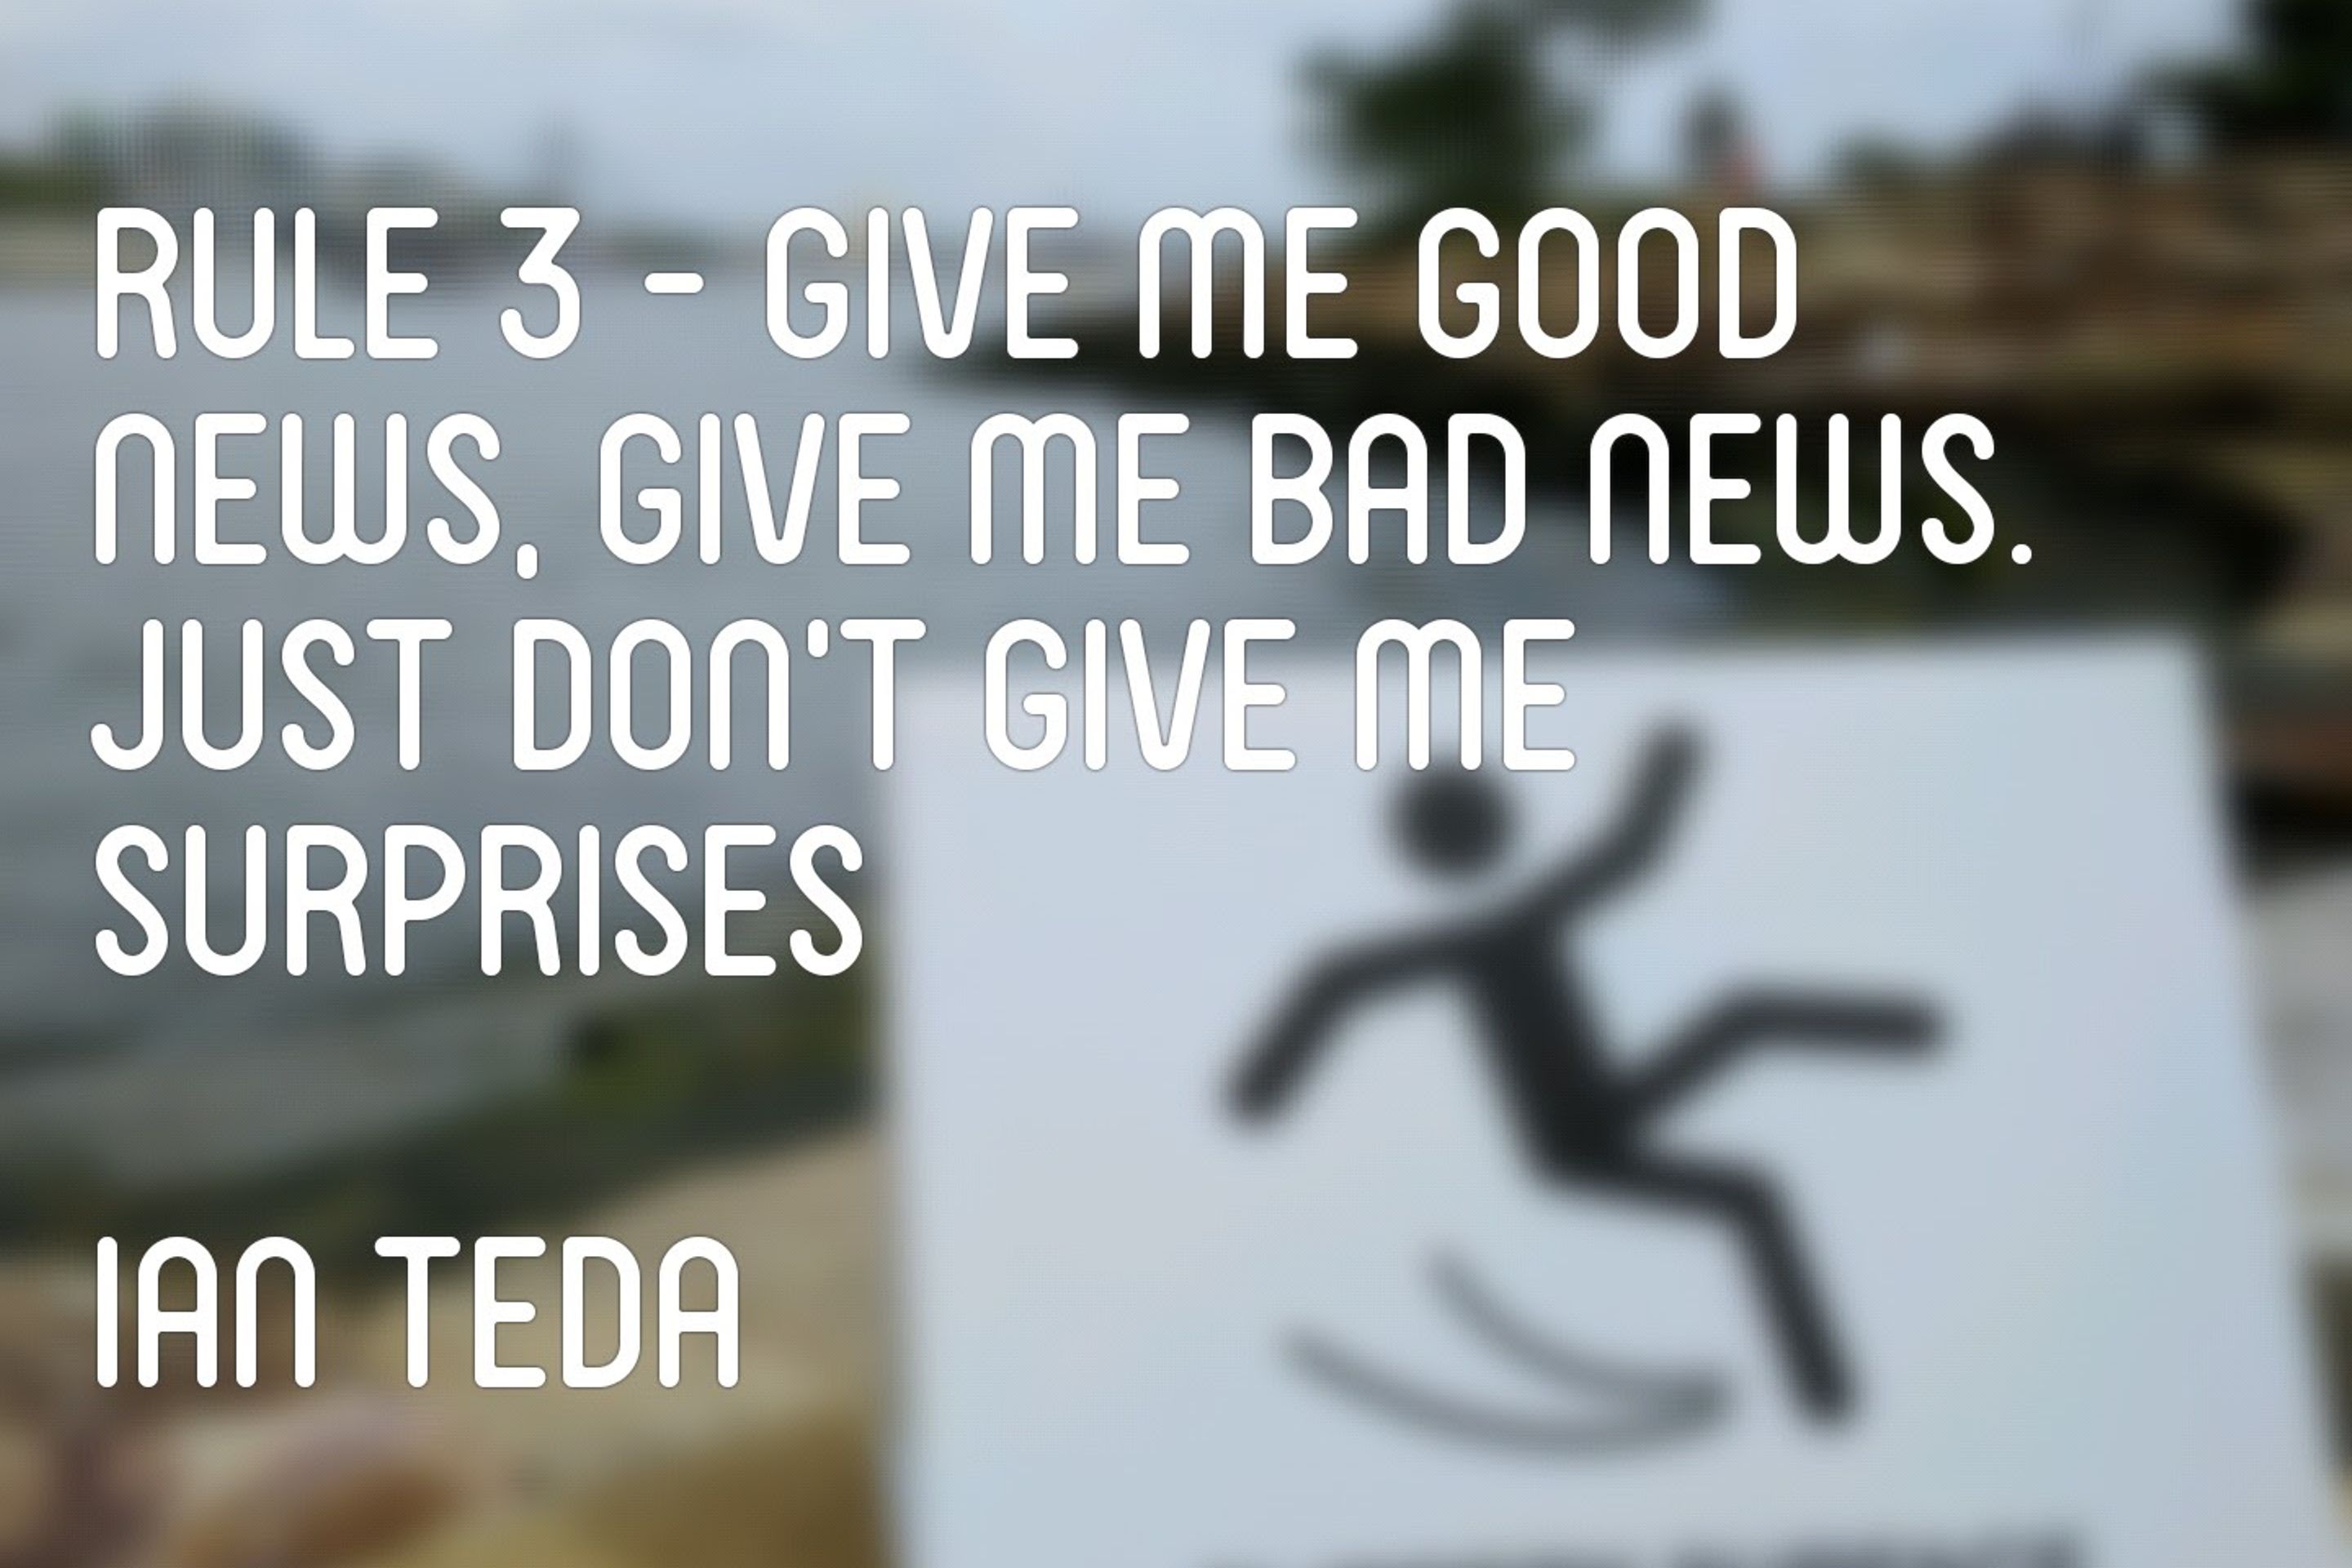 RULE 3 - GIVE ME GOOD
NEWS, GIVE ME BAD NEWS.
JUST DON'T GIVE ME
SURPRISES
IAN TEDA